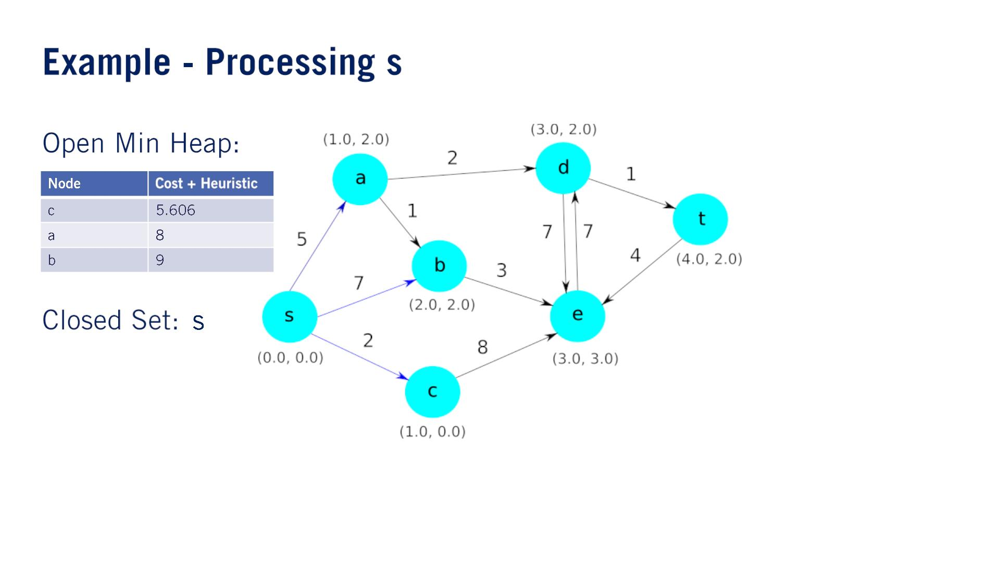 Example - Processing s
Open Min Heap:
Node Cost + Heuristic
c 5.606
a 8
b 9
Closed Set: s
(1.0, 2.0)
(3.0, 2.0)
a
2
d
1
t
(4.0, 2.0)
5
1
7
7
4
b
(2.0, 2.0)
7
3
s
(0.0, 0.0)
e
(3.0, 3.0)
2
8
c
(1.0, 0.0)